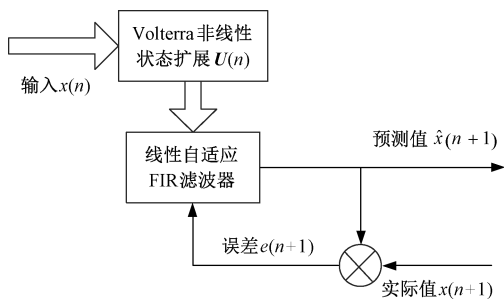 Volterra非线性
状态扩展U(n)
输入x(n)
预测值 x̂(n+1)
线性自适应
FIR滤波器
误差e(n+1)
实际值x(n+1)